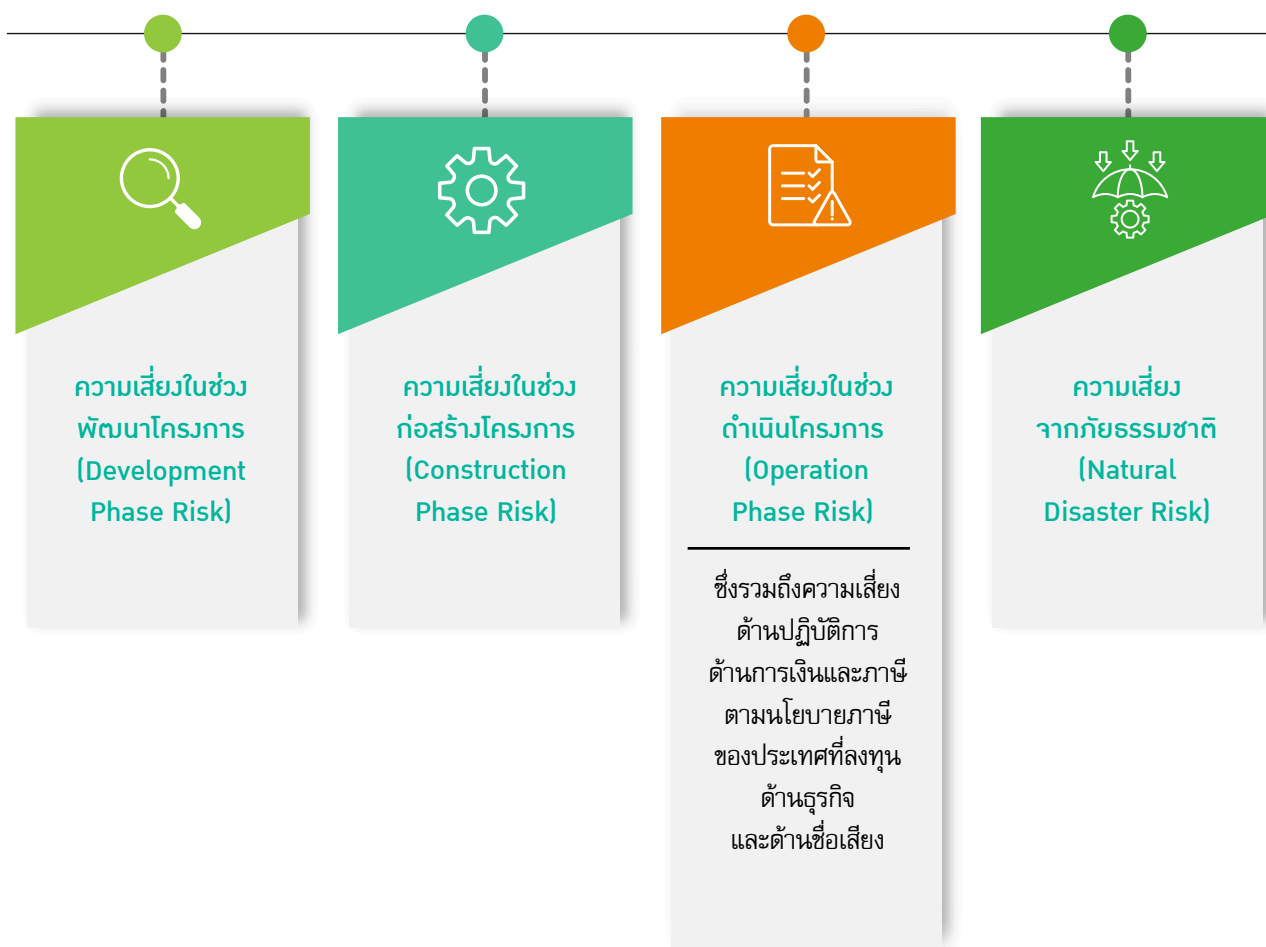 ความเสี่ยงในช่วง
พัฒนาโครงการ
(Development
Phase Risk)
ความเสี่ยงในช่วง
ก่อสร้างโครงการ
(Construction
Phase Risk)
ความเสี่ยงในช่วง
ดำเนินโครงการ
(Operation
Phase Risk)
ซึ่งรวมถึงความเสี่ยง
ด้านปฏิบัติการ
ด้านการเงินและภาษี
ตามนโยบายภาษี
ของประเทศที่ลงทุน
ด้านธุรกิจ
และด้านชื่อเสียง
ความเสี่ยง
จากภัยธรรมชาติ
(Natural
Disaster Risk)